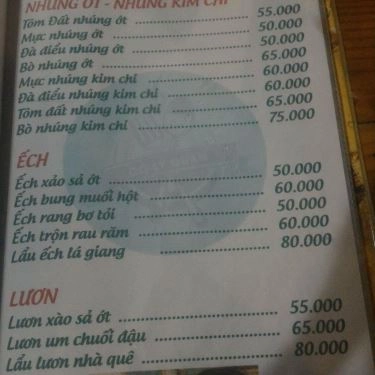 NHÚNG ỚT - NHÚNG KIM CHI
Tôm Đất nhúng ớt ........ 55.000
Mực nhúng ớt ........ 50.000
Đà điểu nhúng ớt ........ 50.000
Bò nhúng ớt ........ 65.000
Mực nhúng kim chi ........ 60.000
Đà điểu nhúng kim chi ........ 60.000
Tôm đất nhúng kim chi ........ 65.000
Bò nhúng kim chi ........ 75.000
ẾCH
Ếch xảo sả ớt ........ 50.000
Ếch bung muối hột ........ 60.000
Ếch rang bơ tỏi ........ 50.000
Ếch trộn rau răm ........ 60.000
Lẩu ếch lá giang ........ 80.000
LƯƠN
Lươn xào sả ớt ........ 55.000
Lươn um chuối đậu ........ 65.000
Lẩu lươn nhà quê ........ 80.000